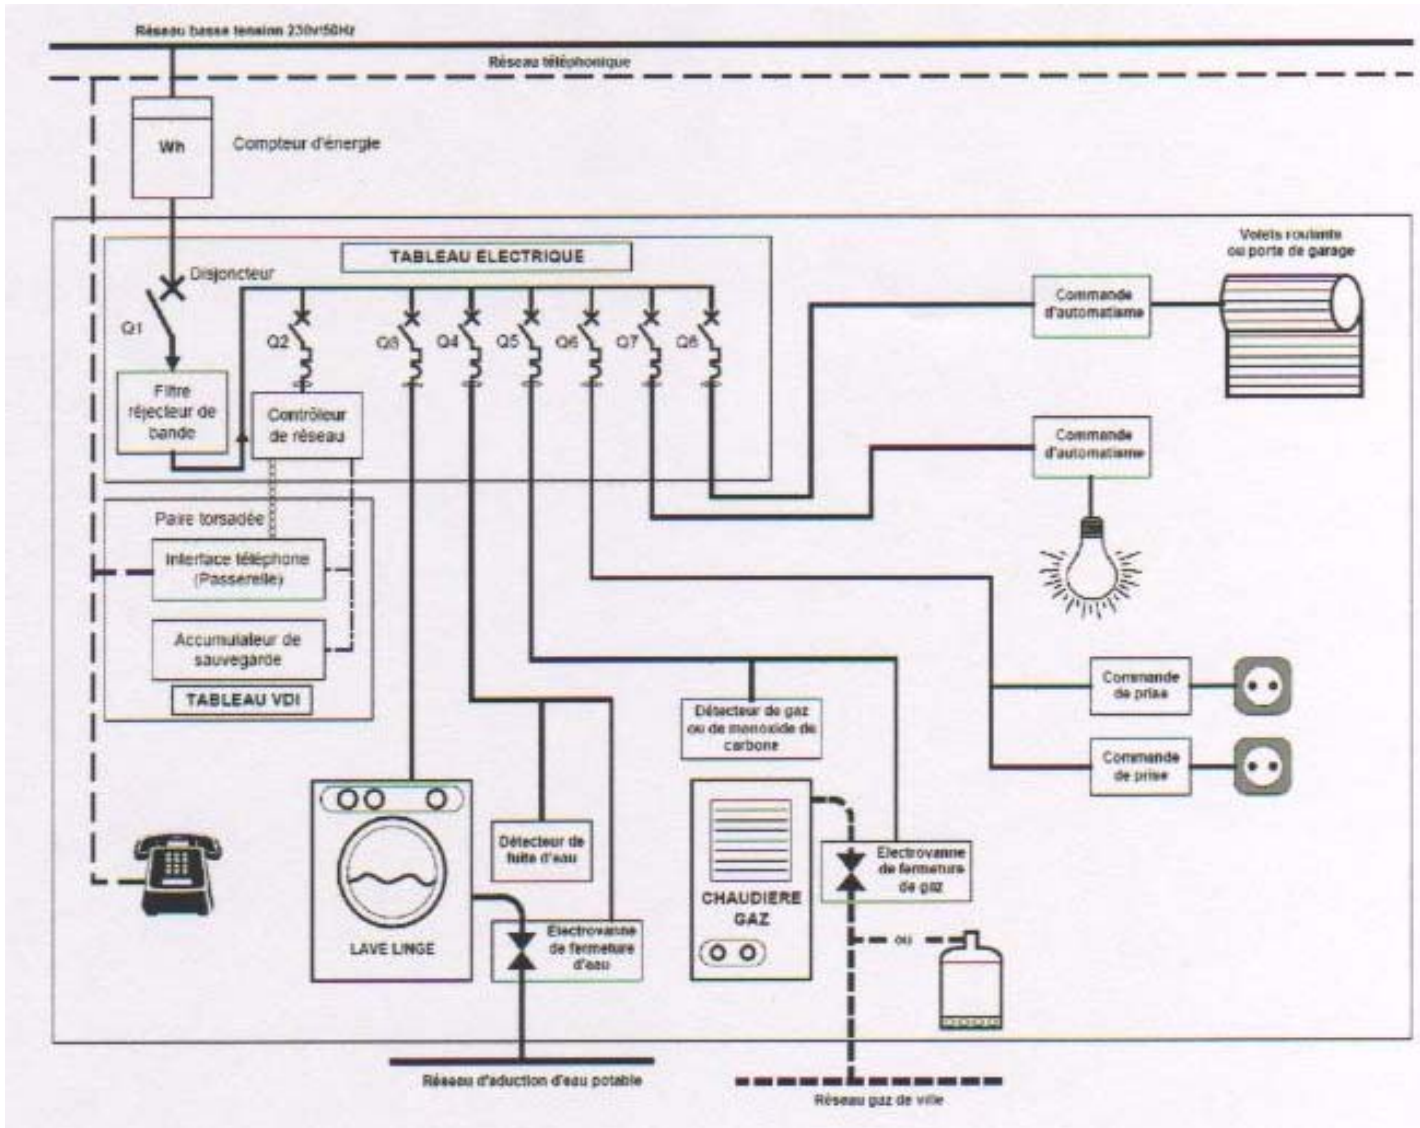 Réseau basse tension 230v/50Hz
Réseau téléphonique
Wh
Compteur d'énergie
TABLEAU ELECTRIQUE
Disjoncteur
Q1
Q2
Q3
Q4
Q5
Q6
Q7
Q8
Filtre
réjecteur de
bande
Contrôleur
de réseau
Volets roulants
ou porte de garage
Commande
d'automatisme
Commande
d'automatisme
Paire torsadée
Interface téléphone
(Passerelle)
Accumulateur de
sauvegarde
TABLEAU VDI
Commande
de prise
Commande
de prise
Détecteur de gaz
ou de monoxide de
carbone
Détecteur de
fuite d'eau
LAVE LINGE
Electrovanne
de fermeture
d'eau
CHAUDIERE
GAZ
Electrovanne
de fermeture
de gaz
ou
Réseau d'aduction d'eau potable
Réseau gaz de ville